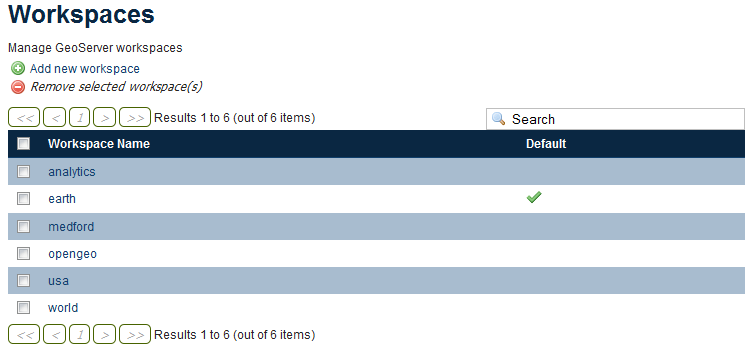 Workspaces
Manage GeoServer workspaces
Add new workspace
Remove selected workspace(s)
<< < 1 > >> Results 1 to 6 (out of 6 items) Search
Workspace Name Default
analytics
earth
medford
opengeo
usa
world
<< < 1 > >> Results 1 to 6 (out of 6 items)